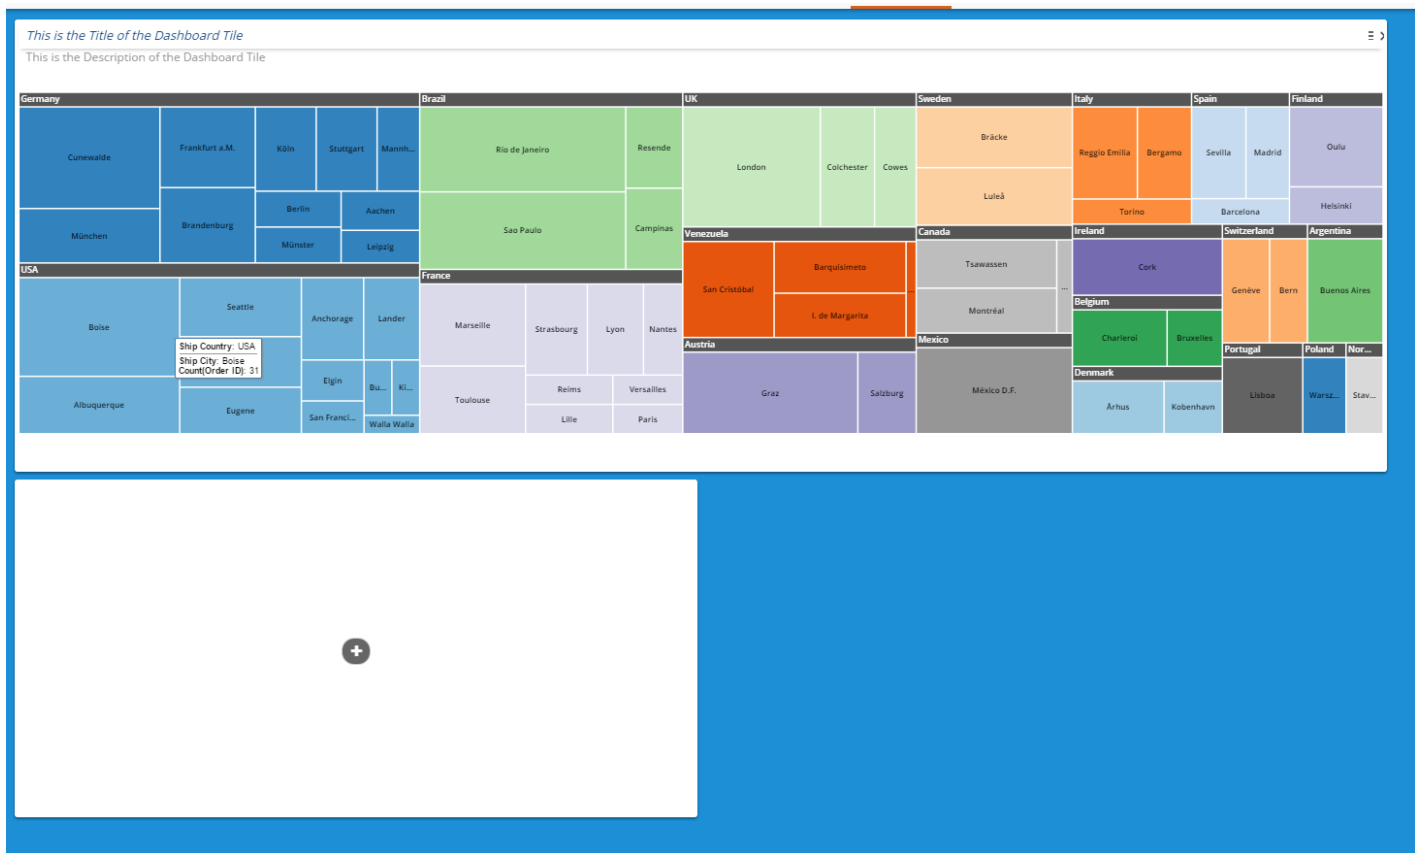 This is the Title of the Dashboard Tile
This is the Description of the Dashboard Tile
Germany
Cunewalde
Frankfurt a.M.
Köln
Stuttgart
Mannh...
München
Brandenburg
Berlin
Aachen
Münster
Leipzig
USA
Boise
Seattle
Anchorage
Lander
Ship Country: USA
Ship City: Boise
Count(Order ID): 31
Albuquerque
Eugene
Elgin
Bu...
Ki...
San Franci...
Walla Walla
Brazil
Rio de Janeiro
Resende
Sao Paulo
Campinas
France
Marseille
Strasbourg
Lyon
Nantes
Toulouse
Reims
Versailles
Lille
Paris
UK
London
Colchester
Cowes
Venezuela
San Cristóbal
Barquisimeto
...
I. de Margarita
Austria
Graz
Salzburg
Sweden
Bräcke
Luleå
Canada
Tsawassen
...
Montréal
Mexico
México D.F.
Italy
Reggio Emilia
Bergamo
Torino
Spain
Sevilla
Madrid
Barcelona
Finland
Oulu
Helsinki
Ireland
Cork
Belgium
Charleroi
Bruxelles
Denmark
Århus
Kobenhavn
Switzerland
Genève
Bern
Argentina
Buenos Aires
Portugal
Lisboa
Poland
Warsz...
Nor...
Stav...